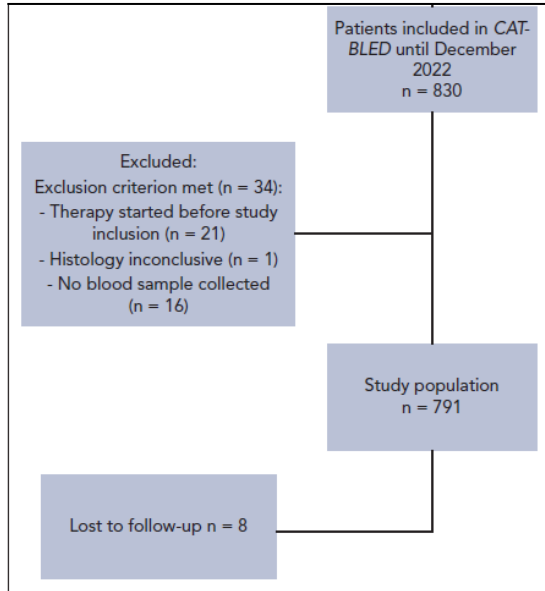 Patients included in CAT-
BLED until December
2022
n = 830
Excluded:
Exclusion criterion met (n = 34):
- Therapy started before study
inclusion (n = 21)
- Histology inconclusive (n = 1)
- No blood sample collected
(n = 16)
Study population
n = 791
Lost to follow-up n = 8